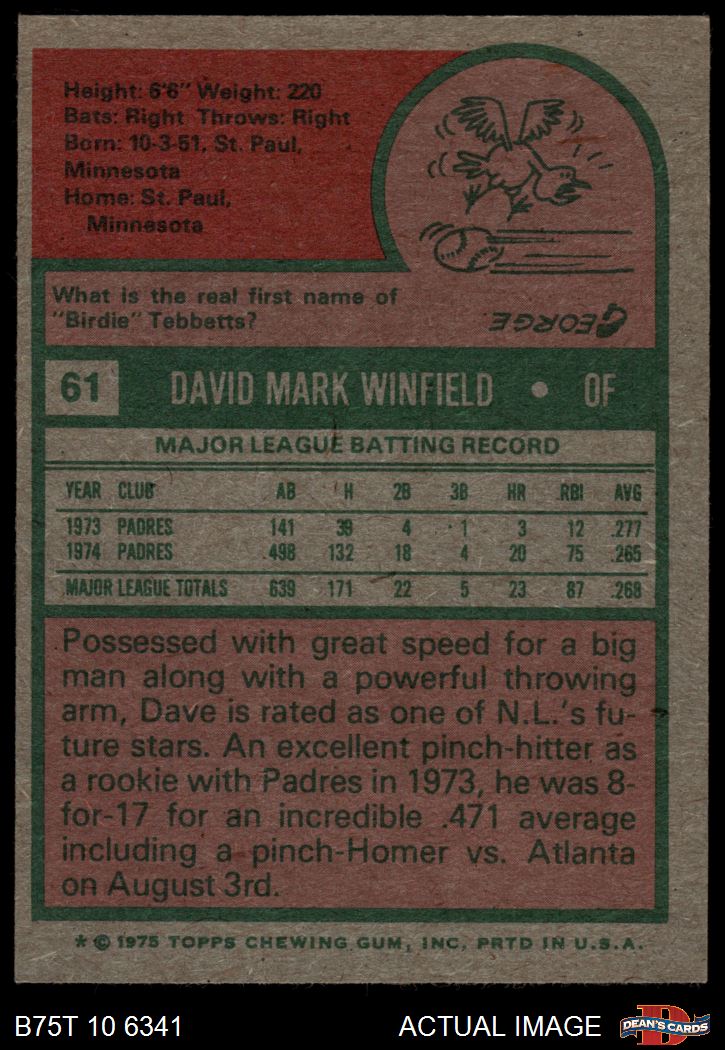 Height: 6'6" Weight: 220
Bats: Right Throws: Right
Born: 10-3-51, St. Paul,
Minnesota
Home: St. Paul,
Minnesota
What is the real first name of
"Birdie" Tebbetts?
GEORGE.
61 DAVID MARK WINFIELD • OF
MAJOR LEAGUE BATTING RECORD
YEAR CLUB AB H 2B 3B HR RBI AVG
1973 PADRES 141 39 4 1 3 12 .277
1974 PADRES 498 132 18 4 20 75 .265
MAJOR LEAGUE TOTALS 639 171 22 5 23 87 .268
Possessed with great speed for a big
man along with a powerful throwing
arm, Dave is rated as one of N.L.'s fu-
ture stars. An excellent pinch-hitter as
a rookie with Padres in 1973, he was 8-
for-17 for an incredible .471 average
including a pinch-Homer vs. Atlanta
on August 3rd.
* © 1975 TOPPS CHEWING GUM, INC. PRTD IN U.S.A.
B75T 10 6341 ACTUAL IMAGE D DEAN'S CARDS